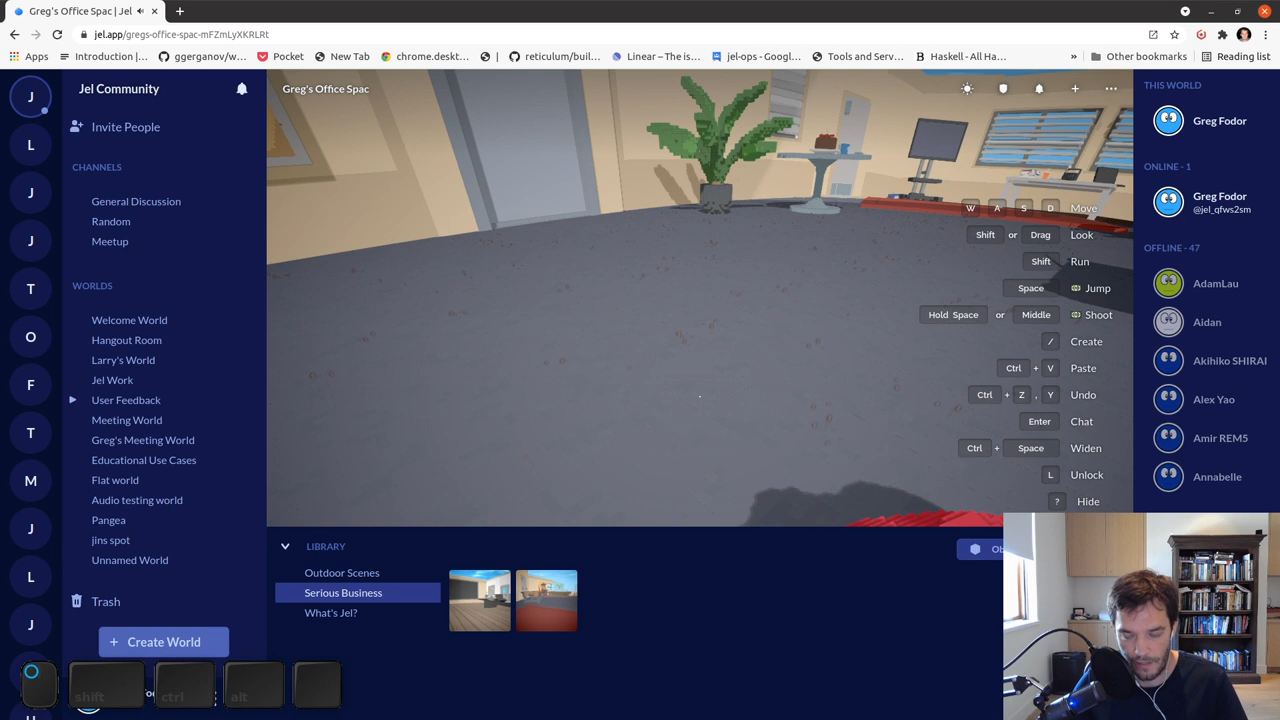 Greg's Office Spac | Jel
jel.app/gregs-office-spac-mFZmLyXKRLRt
Apps
Introduction |...
ggerganov/w...
Pocket
New Tab
chrome.deskt...
|
reticulum/buil...
Linear – The is...
jel-ops - Googl...
Tools and Serv...
Haskell - All Ha...
»
Other bookmarks
Reading list
J
L
J
J
T
O
F
T
M
J
L
J
Jel Community
Invite People
CHANNELS
General Discussion
Random
Meetup
WORLDS
Welcome World
Hangout Room
Larry's World
Jel Work
User Feedback
Meeting World
Greg's Meeting World
Educational Use Cases
Flat world
Audio testing world
Pangea
jins spot
Unnamed World
Trash
+ Create World
shift
ctrl
alt
Greg's Office Spac
W A S D Move
Shift or Drag Look
Shift Run
Space Jump
Hold Space or Middle Shoot
/ Create
Ctrl + V Paste
Ctrl + Z , Y Undo
Enter Chat
Ctrl + Space Widen
L Unlock
? Hide
LIBRARY
Outdoor Scenes
Serious Business
What's Jel?
THIS WORLD
Greg Fodor
ONLINE - 1
Greg Fodor
@jel_qfws2sm
OFFLINE - 47
AdamLau
Aidan
Akihiko SHIRAI
Alex Yao
Amir REM5
Annabelle